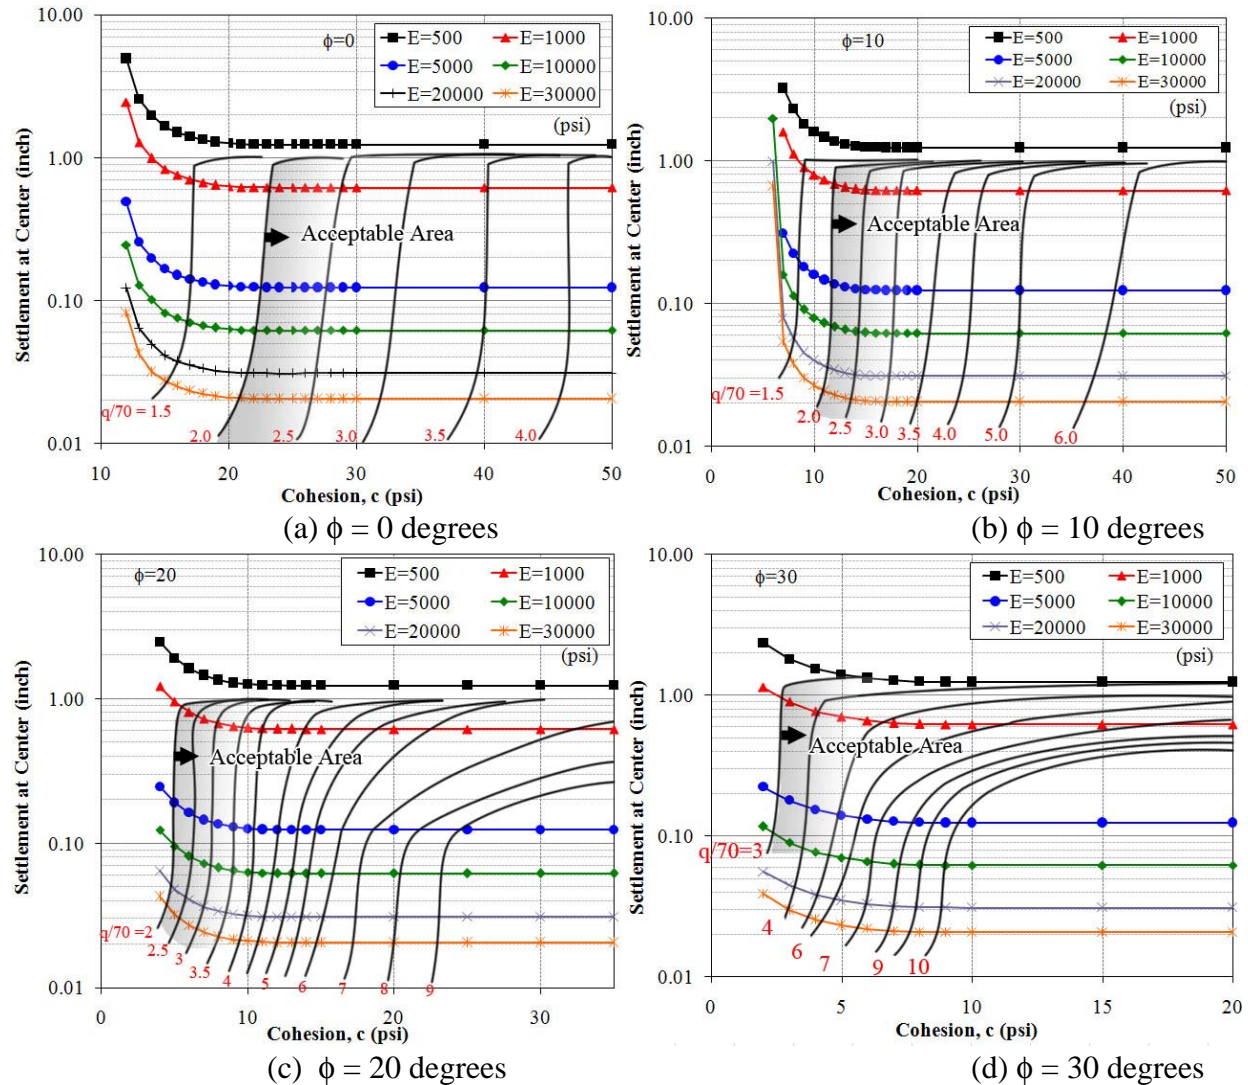 10.00
1.00
0.10
0.01
Settlement at Center (inch)
ϕ=0
E=500 E=1000
E=5000 E=10000
E=20000 E=30000
(psi)
Acceptable Area
q/70 = 1.5
2.0 2.5 3.0 3.5 4.0
10 20 30 40 50
Cohesion, c (psi)
(a) ϕ = 0 degrees
10.00
1.00
0.10
0.01
Settlement at Center (inch)
ϕ=10
E=500 E=1000
E=5000 E=10000
E=20000 E=30000
(psi)
Acceptable Area
q/70 =1.5
2.0 2.5 3.0 3.5 4.0 5.0 6.0
0 10 20 30 40 50
Cohesion, c (psi)
(b) ϕ = 10 degrees
10.00
1.00
0.10
0.01
Settlement at Center (inch)
ϕ=20
E=500 E=1000
E=5000 E=10000
E=20000 E=30000
(psi)
Acceptable Area
q/70 =2
2.5 3 3.5 4 5 6 7 8 9
0 10 20 30
Cohesion, c (psi)
(c) ϕ = 20 degrees
10.00
1.00
0.10
0.01
Settlement at Center (inch)
ϕ=30
E=500 E=1000
E=5000 E=10000
E=20000 E=30000
(psi)
Acceptable Area
q/70=3
4 6 7 9 10
0 5 10 15 20
Cohesion, c (psi)
(d) ϕ = 30 degrees